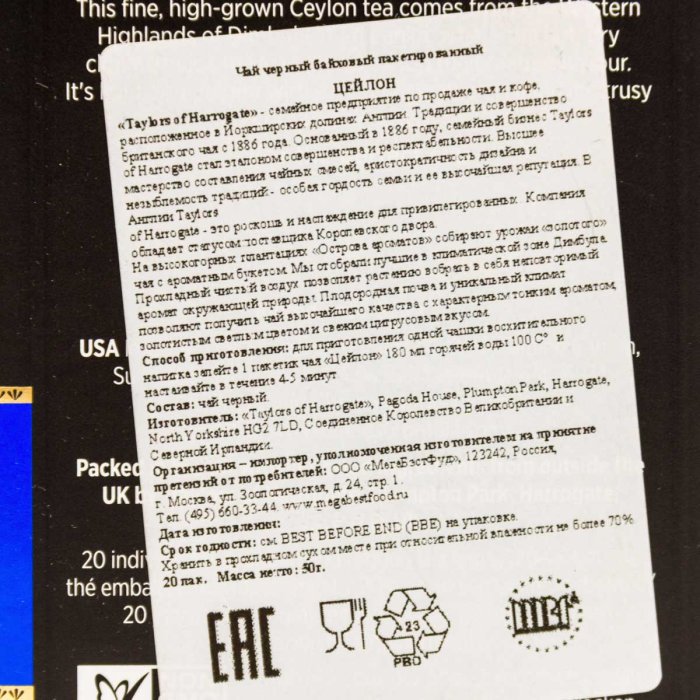 This fine, high-grown Ceylon tea comes from the Western
Highlands of
It's
USA
Packed
UK
20
thé
20
Чай черный байховый пакетированный
ЦЕЙЛОН
«Taylors of Harrogate» - семейное предприятие по продаже чая и кофе,
расположенное в Йоркширских долинах Англии. Традиции и совершенство
британского чая с 1886 года. Основанный в 1886 году, семейный бизнес Taylors
of Harrogate стал эталоном совершенства и респектабельности. Высшее
мастерство составления чайных смесей, аристократичность дизайна и
незыблемость традиций - особая гордость семьи и ее высочайшая репутация. В
Англии Taylors
of Harrogate - это роскошь и наслаждение для привилегированных. Компания
обладает статусом поставщика Королевского двора.
На высокогорных плантациях «Острова ароматов» собирают урожаи «золотого»
чая с ароматным букетом. Мы отобрали лучшие в климатической зоне Димбула.
Прохладный чистый воздух позволяет растению вобрать в себя неповторимый
аромат окружающей природы. Плодородная почва и уникальный климат
позволяют получить чай высочайшего качества с характерным тонким ароматом,
золотистым светлым цветом и свежим цитрусовым вкусом.
Способ приготовления: для приготовления одной чашки восхитительного
напитка залейте 1 пакетик чая «Цейлон» 180 мл горячей воды 100 С° и
настаивайте в течение 4-5 минут
Состав: чай черный.
Изготовитель: «Taylors of Harrogate», Pagoda House, Plumpton Park, Harrogate,
North Yorkshire HG2 7LD, Соединенное Королевство Великобритании и
Северной Ирландии.
Организация – импортер, уполномоченная изготовителем на принятие
претензий от потребителей: ООО «МегаБэстФуд», 123242, Россия,
г. Москва, ул. Зоологическая, д. 24, стр. 1.
Тел. (495) 660-33-44. www.megabestfood.ru
Дата изготовления:
Срок годности: см. BEST BEFORE END (BBE) на упаковке.
Хранить в прохладном сухом месте при относительной влажности не более 70%
20 пак. Масса нетто: 50г.
EAC
23
PBD